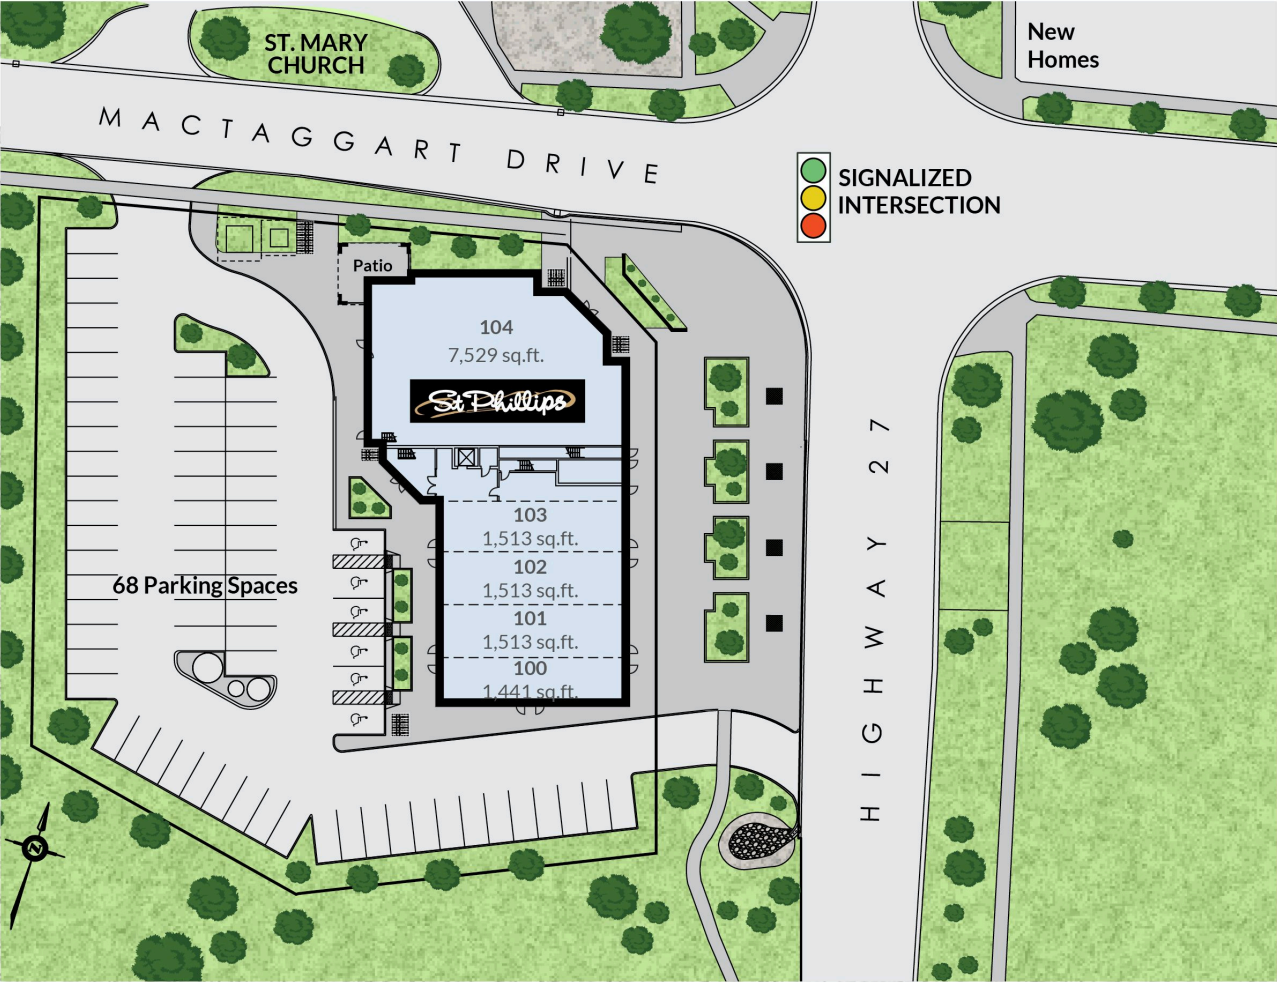 ST. MARY
CHURCH
New
Homes
MACTAGGART DRIVE
SIGNALIZED
INTERSECTION
Patio
104
7,529 sq.ft.
St Phillips
103
1,513 sq.ft.
102
1,513 sq.ft.
68 Parking Spaces
101
1,513 sq.ft.
100
1,441 sq.ft.
HIGHWAY 27
N